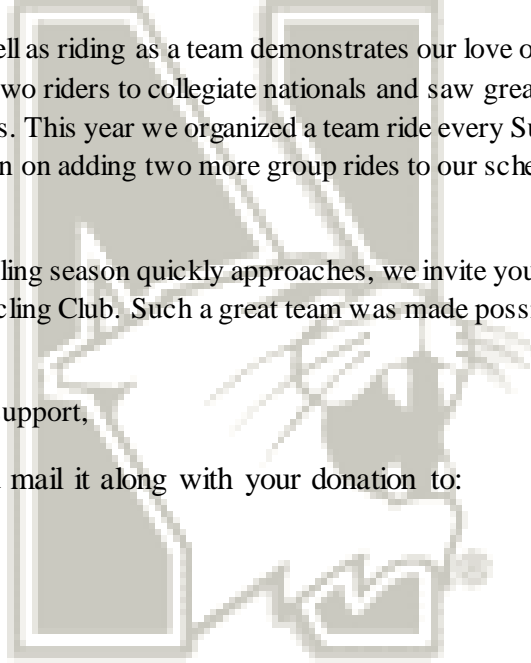 as riding as a team demonstrates our love o
wo riders to collegiate nationals and saw grea
s. This year we organized a team ride every Su
n on adding two more group rides to our sche
ling season quickly approaches, we invite you
cling Club. Such a great team was made poss
upport,
mail it along with your donation to: